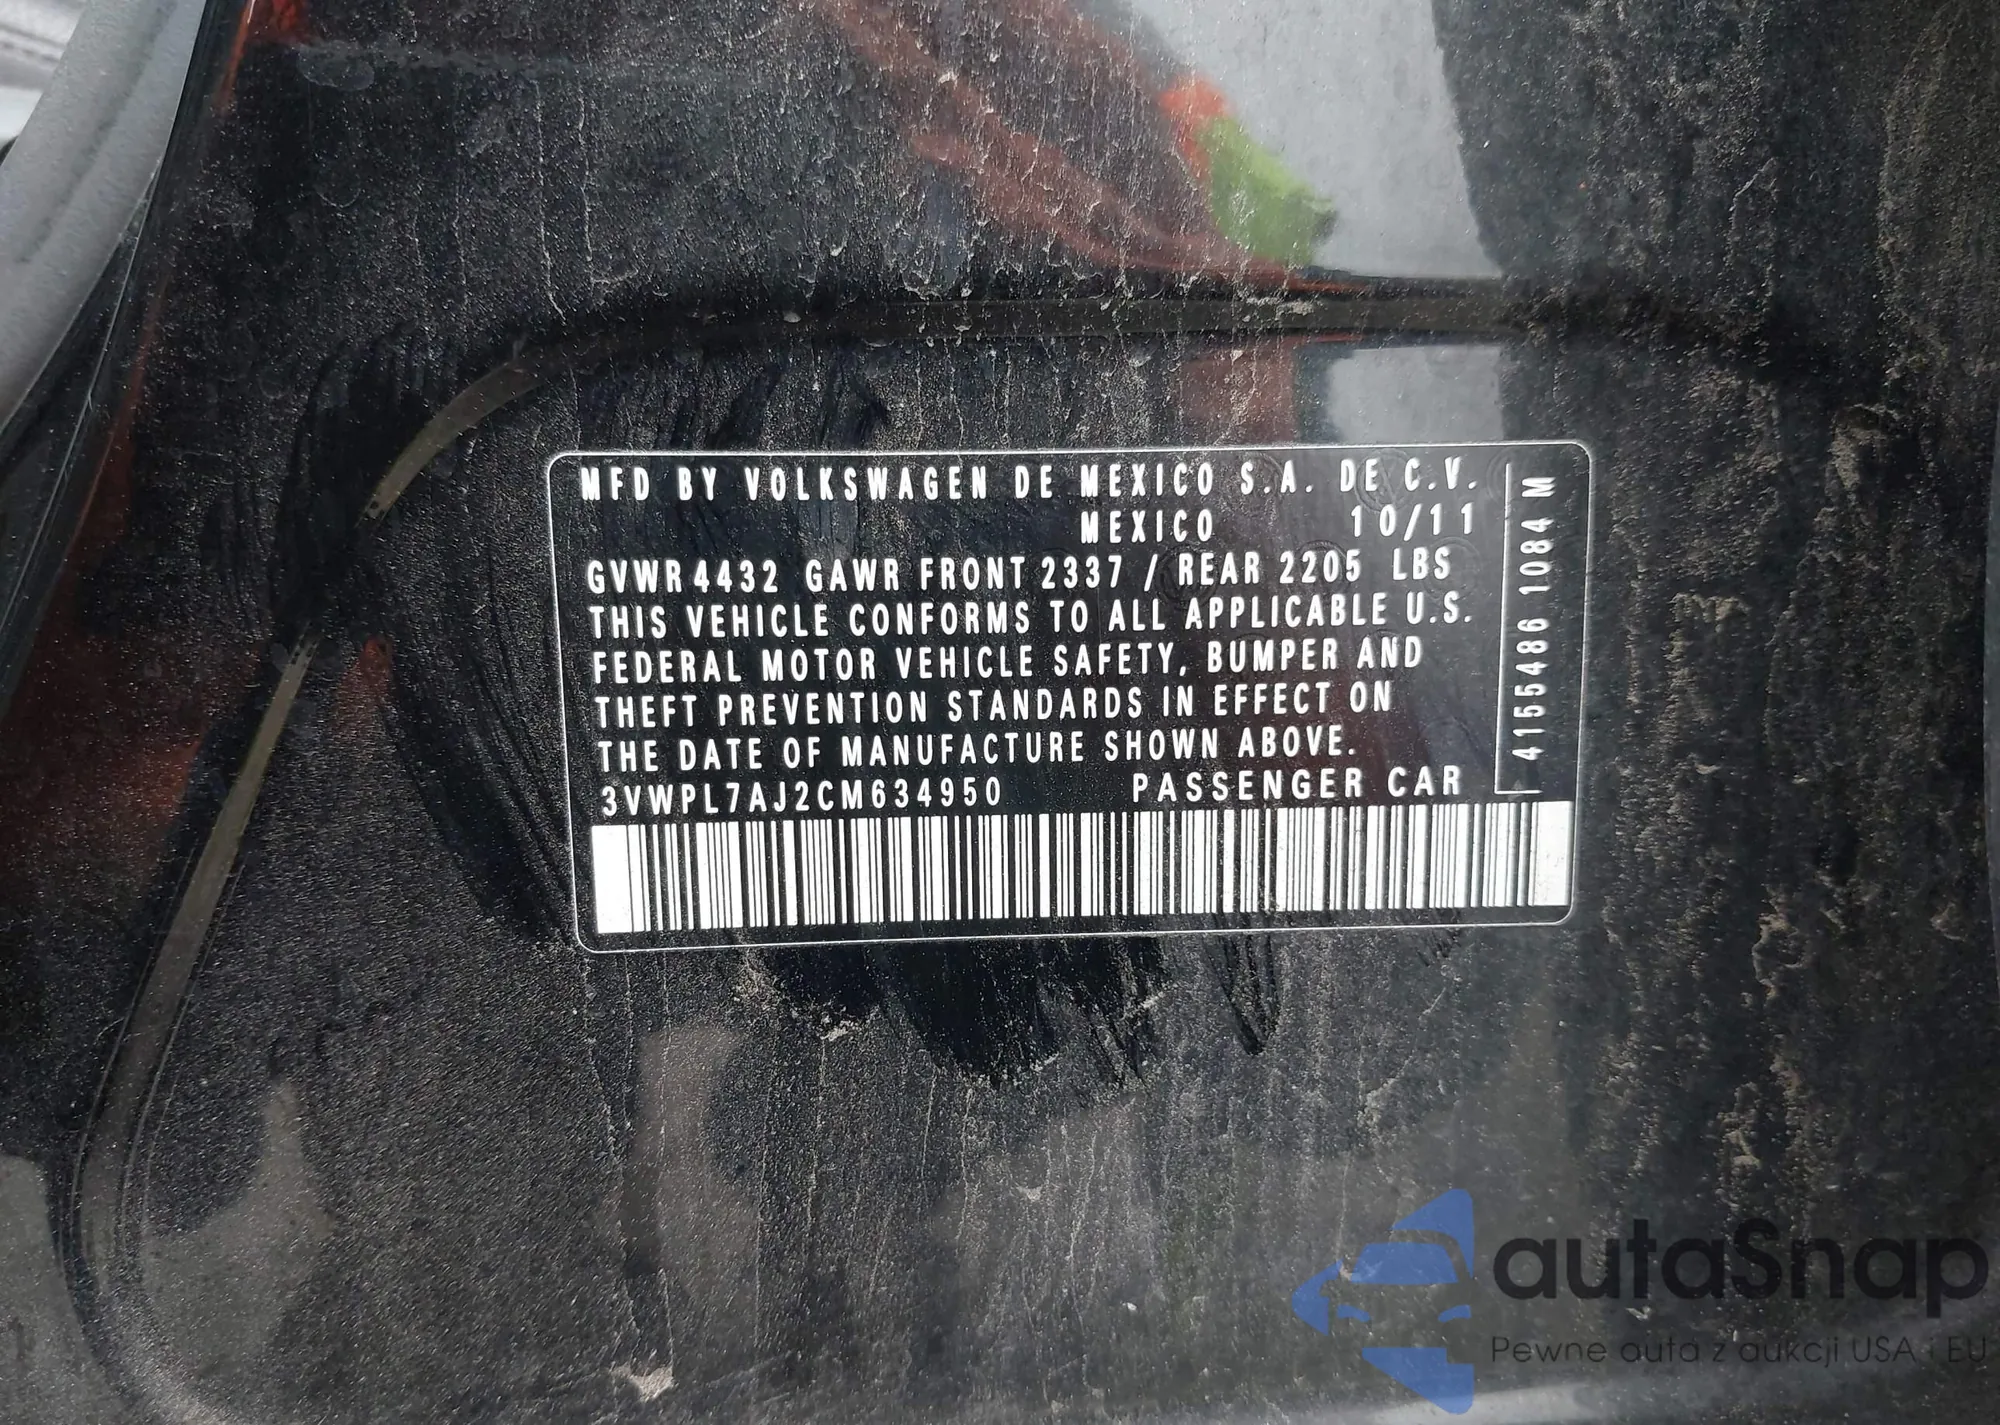 MFD BY VOLKSWAGEN DE MEXICO S.A. DE C.V.
MEXICO 10/11
GVWR 4432 GAWR FRONT 2337 / REAR 2205 LBS
THIS VEHICLE CONFORMS TO ALL APPLICABLE U.S.
FEDERAL MOTOR VEHICLE SAFETY, BUMPER AND
THEFT PREVENTION STANDARDS IN EFFECT ON
THE DATE OF MANUFACTURE SHOWN ABOVE.
3VWPL7AJ2CM634950 PASSENGER CAR
4155486 1084 M
autaSnap
Pewne auta z aukcji USA i EU